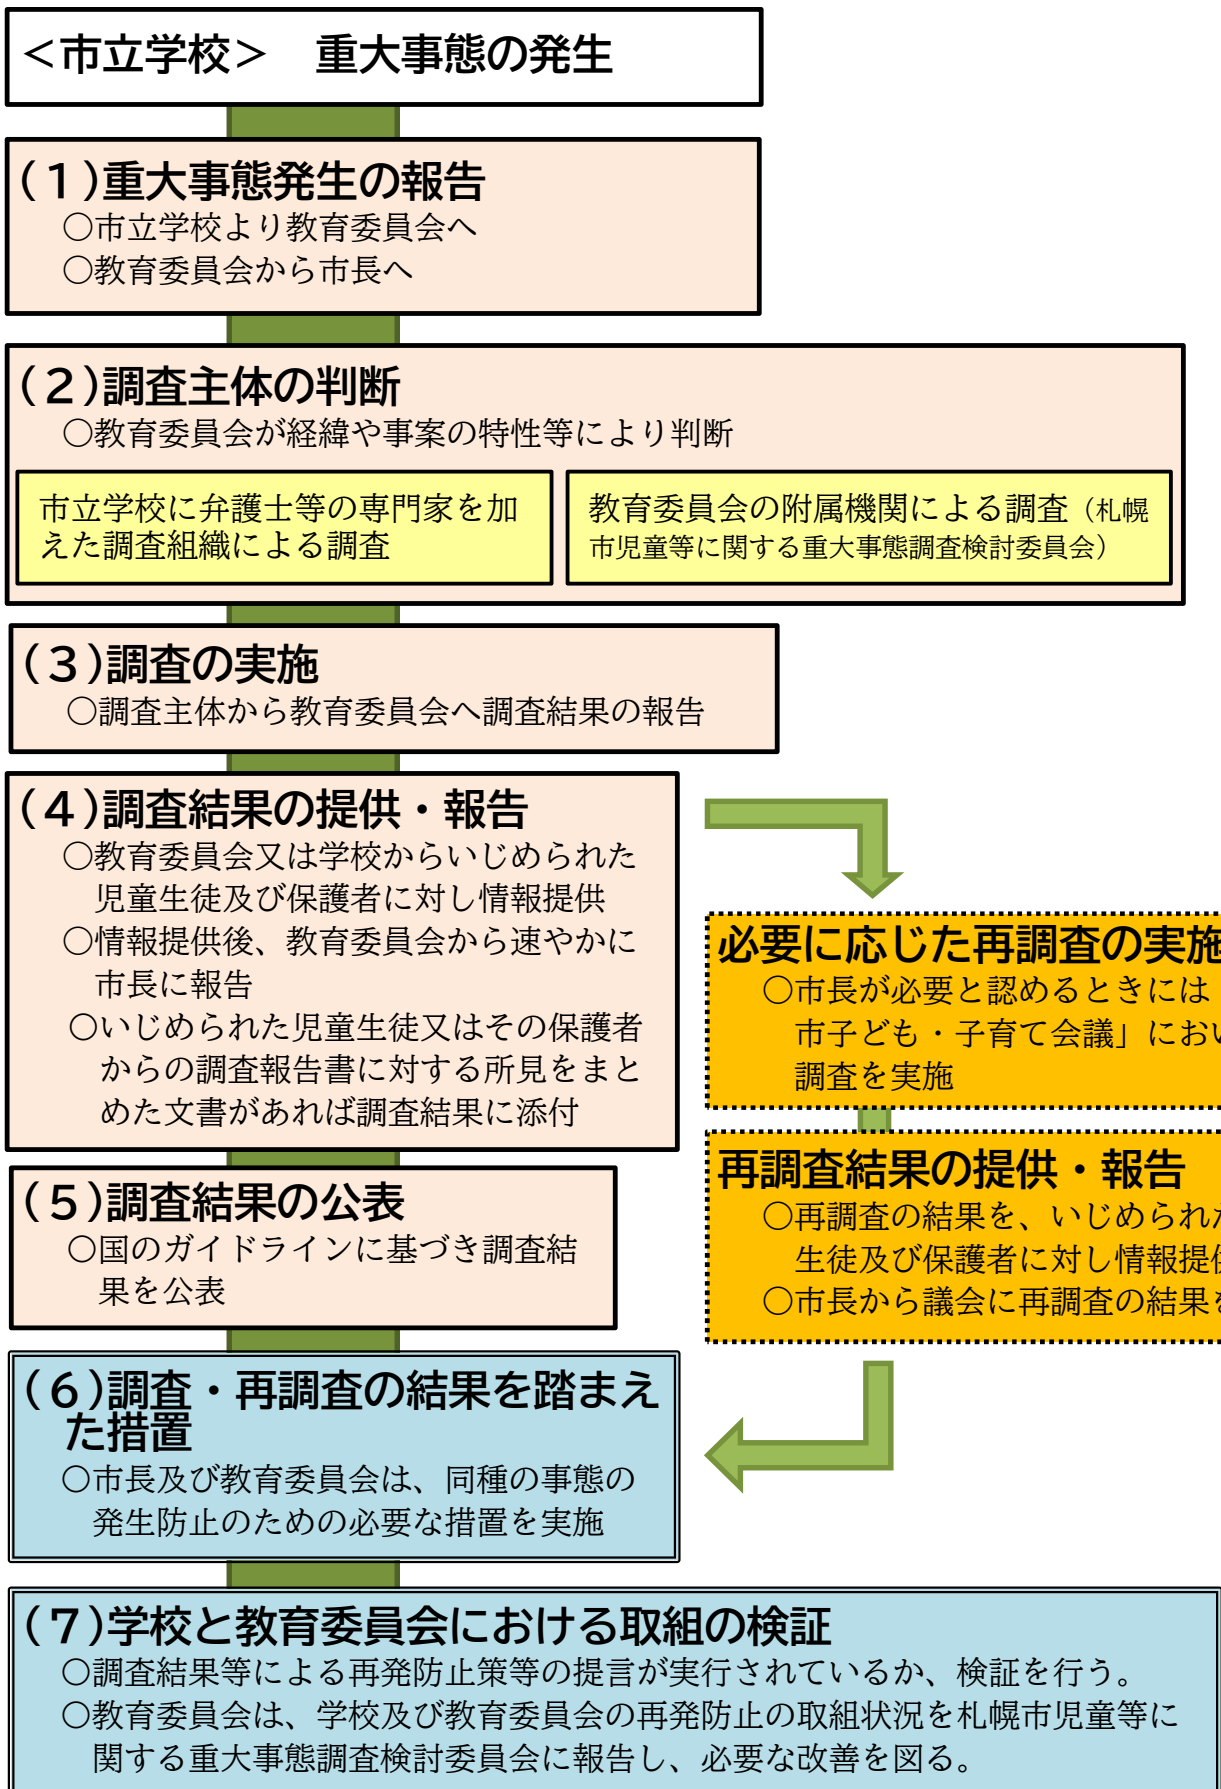 ＜市立学校＞　重大事態の発生
(１)重大事態発生の報告
○市立学校より教育委員会へ
○教育委員会から市長へ
(２)調査主体の判断
○教育委員会が経緯や事案の特性等により判断
市立学校に弁護士等の専門家を加
えた調査組織による調査
教育委員会の附属機関による調査（札幌
市児童等に関する重大事態調査検討委員会）
(３)調査の実施
○調査主体から教育委員会へ調査結果の報告
(４)調査結果の提供・報告
○教育委員会又は学校からいじめられた
児童生徒及び保護者に対し情報提供
○情報提供後、教育委員会から速やかに
市長に報告
○いじめられた児童生徒又はその保護者
からの調査報告書に対する所見をまと
めた文書があれば調査結果に添付
必要に応じた再調査の実施
○市長が必要と認めるときには
市子ども・子育て会議」におい
調査を実施
再調査結果の提供・報告
○再調査の結果を、いじめられた
生徒及び保護者に対し情報提供
○市長から議会に再調査の結果を
(５)調査結果の公表
○国のガイドラインに基づき調査結
果を公表
(６)調査・再調査の結果を踏まえ
た措置
○市長及び教育委員会は、同種の事態の
発生防止のための必要な措置を実施
(７)学校と教育委員会における取組の検証
○調査結果等による再発防止策等の提言が実行されているか、検証を行う。
○教育委員会は、学校及び教育委員会の再発防止の取組状況を札幌市児童等に
関する重大事態調査検討委員会に報告し、必要な改善を図る。